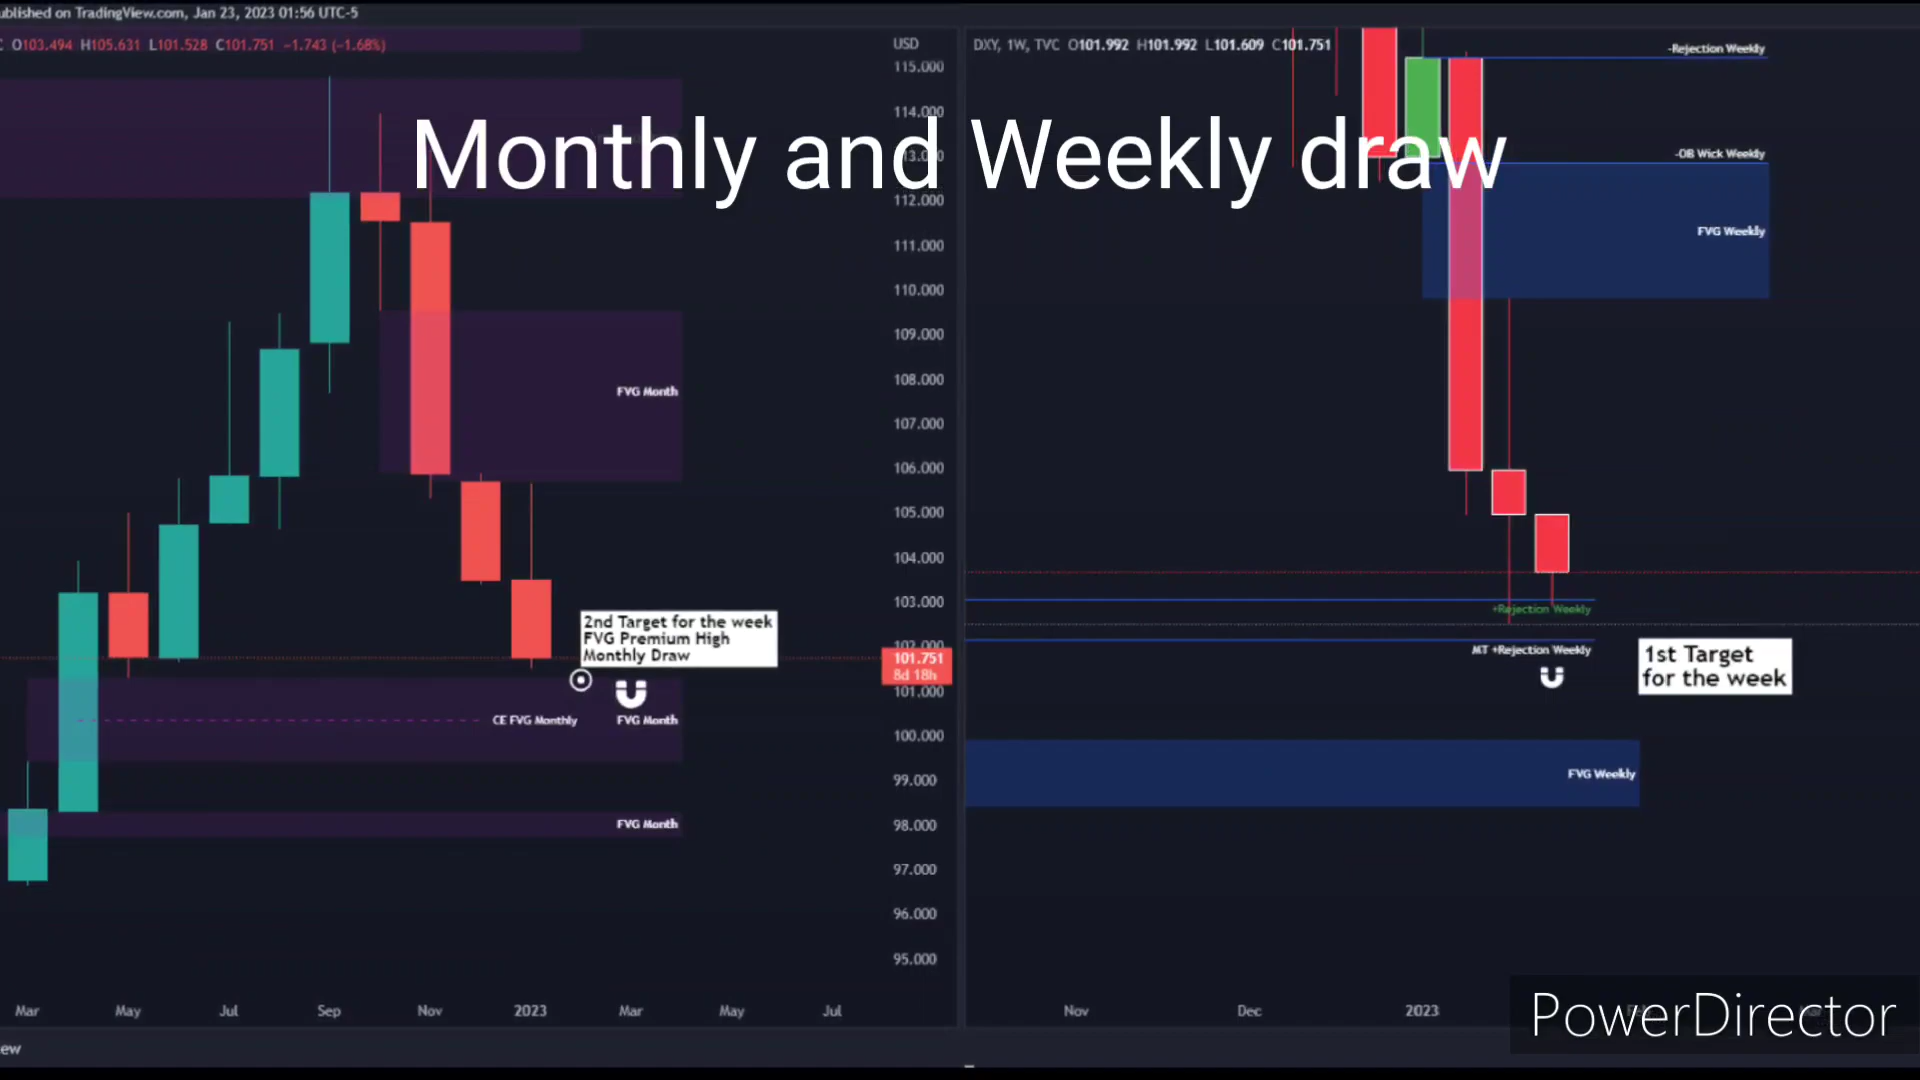 ublished on TradingView.com, Jan 23, 2023 01:56 UTC-5
C O103.494 H105.631 L101.528 C101.751 −1.743 (−1.68%)
USD
115.000
114.000
113.000
112.000
111.000
110.000
109.000
108.000
107.000
106.000
105.000
104.000
103.000
102.000
101.751
8d 18h
101.000
100.000
99.000
98.000
97.000
96.000
95.000
Monthly and Weekly draw
FVG Month
2nd Target for the week
FVG Premium High
Monthly Draw
CE FVG Monthly
FVG Month
FVG Month
Mar May Jul Sep Nov 2023 Mar May Jul
ew
DXY, 1W, TVC O101.992 H101.992 L101.609 C101.751
-Rejection Weekly
-OB Wick Weekly
FVG Weekly
+Rejection Weekly
MT +Rejection Weekly
1st Target
for the week
FVG Weekly
Nov Dec 2023
PowerDirector